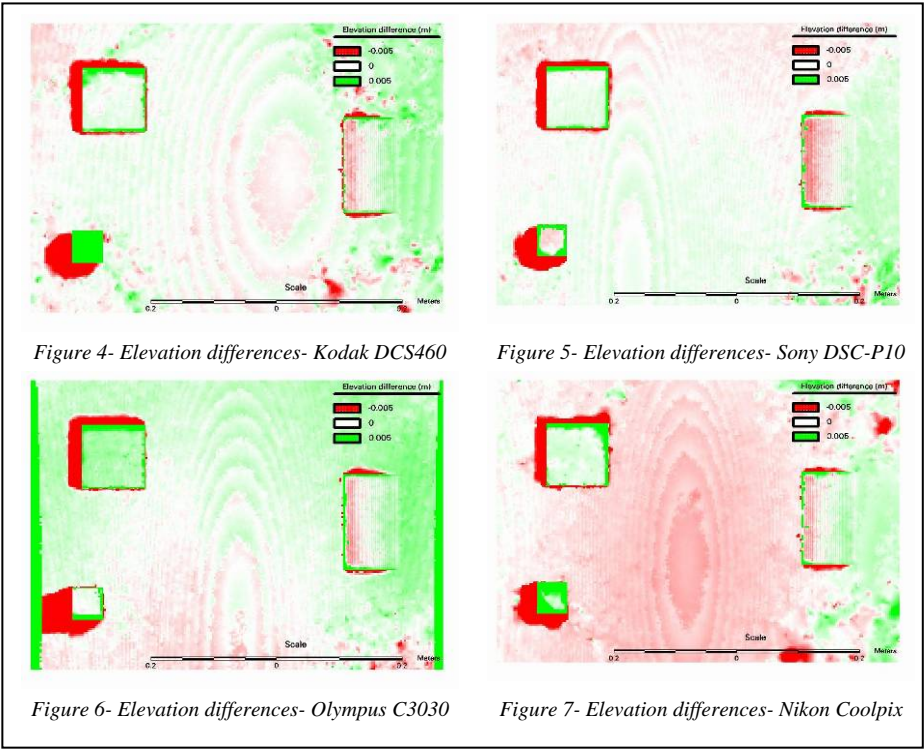 Elevation difference (m)
-0.005
0
0.005
Scale
Meters
0.2 0 0.2
Figure 4- Elevation differences- Kodak DCS460
Elevation difference (m)
-0.005
0
0.005
Scale
Meters
0.2 0 0.2
Figure 5- Elevation differences- Sony DSC-P10
Elevation difference (m)
-0.005
0
0.005
Scale
Meters
0.2 0 0.2
Figure 6- Elevation differences- Olympus C3030
Elevation difference (m)
-0.005
0
0.005
Scale
Meters
0.2 0 0.2
Figure 7- Elevation differences- Nikon Coolpix